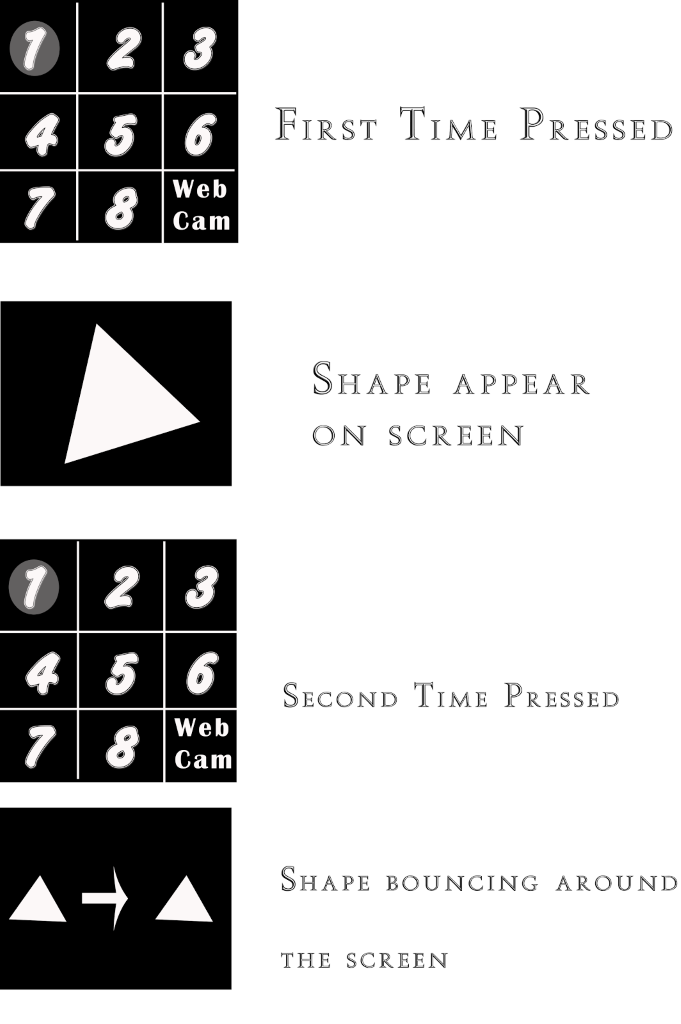 1 2 3
First Time Pressed
4 5 6
7 8 Web
Cam
Shape appear
on screen
1 2 3
4 5 6
Second Time Pressed
7 8 Web
Cam
Shape bouncing around
the screen